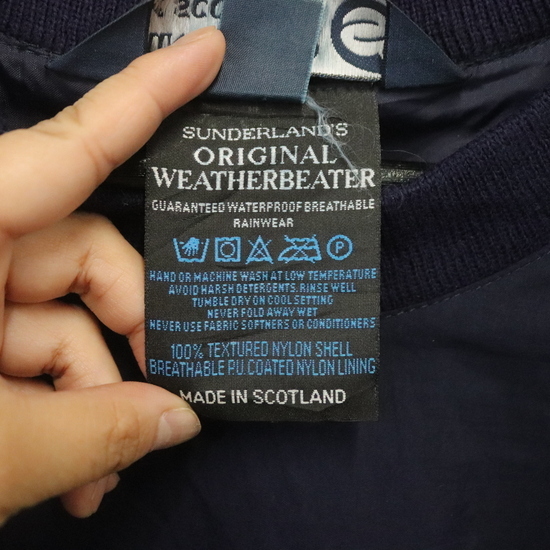 SUNDERLAND'S
ORIGINAL
WEATHERBEATER
GUARANTEED WATERPROOF BREATHABLE
RAINWEAR
P
HAND OR MACHINE WASH AT LOW TEMPERATURE
AVOID HARSH DETERGENTS. RINSE WELL
TUMBLE DRY ON COOL SETTING
NEVER FOLD AWAY WET
NEVER USE FABRIC SOFTNERS OR CONDITIONERS
100% TEXTURED NYLON SHELL
BREATHABLE P.U. COATED NYLON LINING
MADE IN SCOTLAND